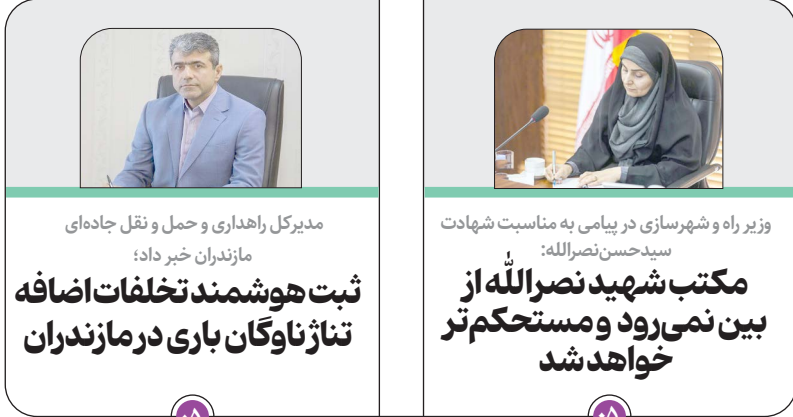 وزیر راه و شهرسازی در پیامی به مناسبت شهادت
سیدحسن‌نصرالله:
مکتب شهید نصرالله از
بین نمی‌رود و مستحکم‌تر
خواهد شد
مدیرکل راهداری و حمل و نقل جاده‌ای
مازندران خبر داد؛
ثبت هوشمند تخلفات اضافه
تناژ ناوگان باری در مازندران